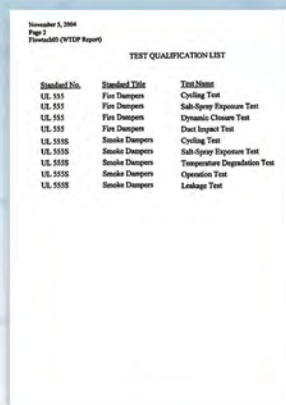 November 5, 2004
Page 2
Flowtech03 (WTDP Report)
TEST QUALIFICATION LIST
Standard No. Standard Title Test Name
UL 555 Fire Dampers Cycling Test
UL 555 Fire Dampers Salt-Spray Exposure Test
UL 555 Fire Dampers Dynamic Closure Test
UL 555 Fire Dampers Duct Impact Test
UL 555S Smoke Dampers Cycling Test
UL 555S Smoke Dampers Salt-Spray Exposure Test
UL 555S Smoke Dampers Temperature Degradation Test
UL 555S Smoke Dampers Operation Test
UL 555S Smoke Dampers Leakage Test